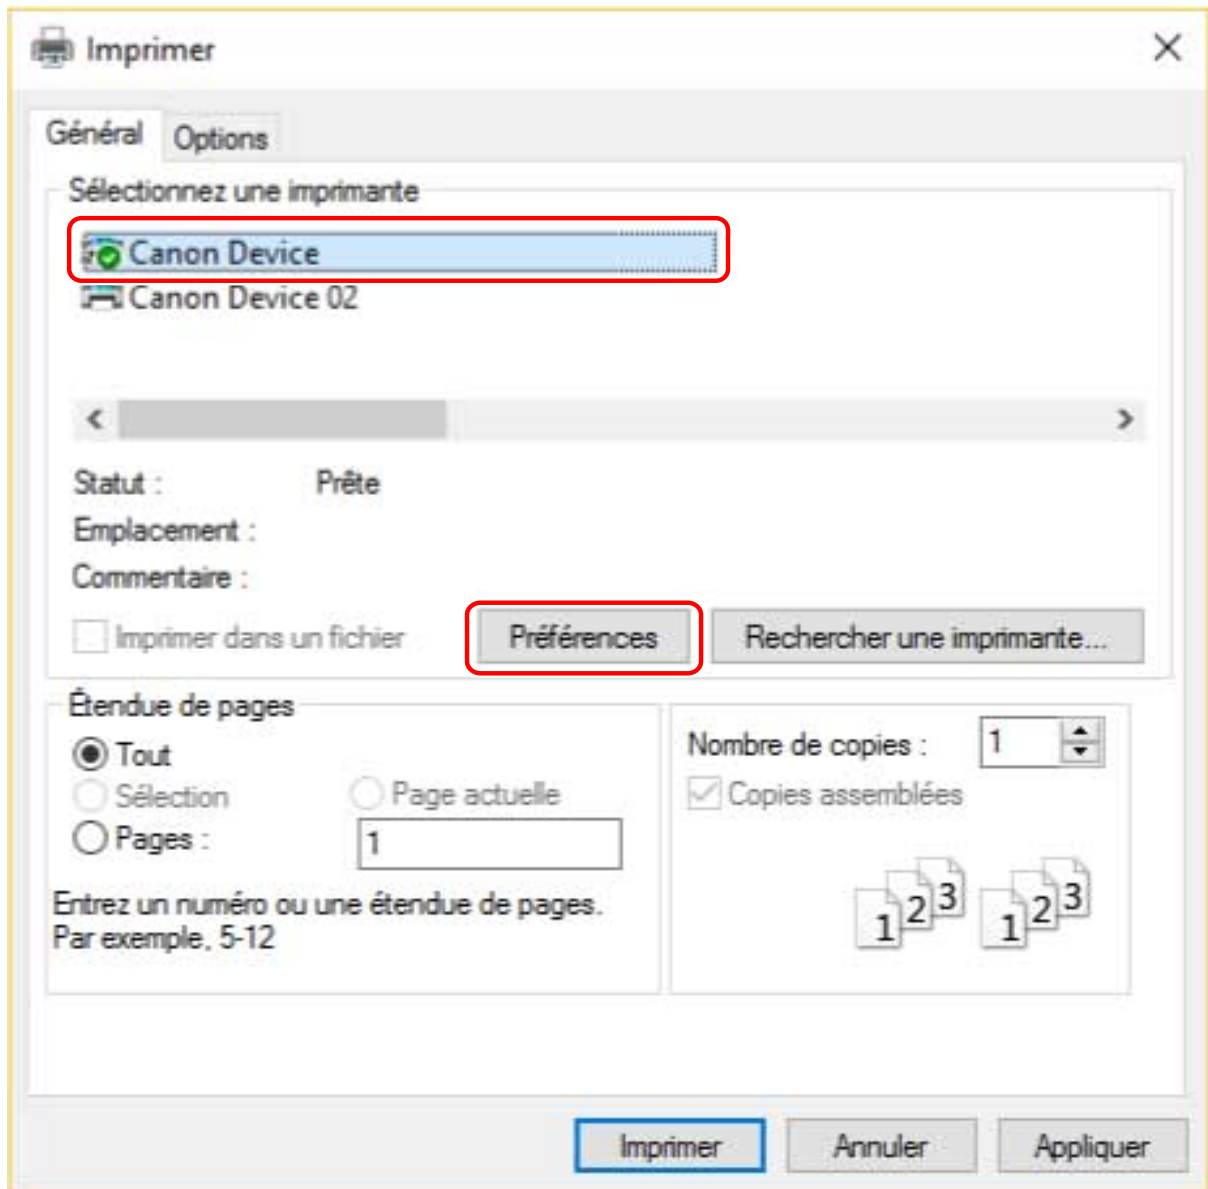 Imprimer
Général
Options
Sélectionnez une imprimante
Canon Device
Canon Device 02
Statut : Prête
Emplacement :
Commentaire :
Imprimer dans un fichier
Préférences
Rechercher une imprimante...
Étendue de pages
Tout
Sélection
Page actuelle
Pages : 1
Entrez un numéro ou une étendue de pages.
Par exemple, 5-12
Nombre de copies : 1
Copies assemblées
1 2 3 1 2 3
Imprimer
Annuler
Appliquer